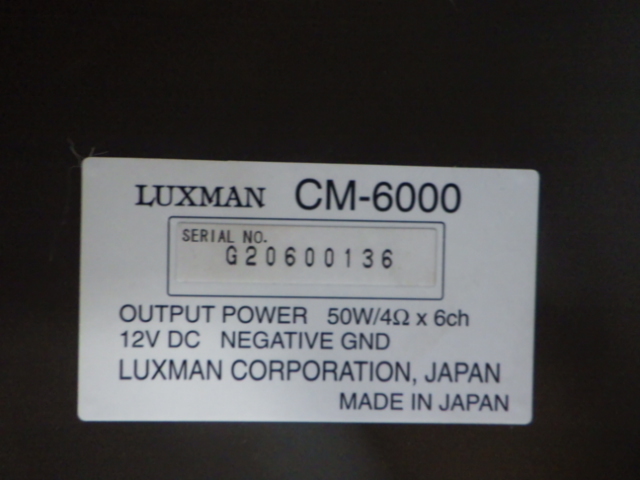 LUXMAN CM-6000
SERIAL NO.
G20600136
OUTPUT POWER 50W/4Ω x 6ch
12V DC NEGATIVE GND
LUXMAN CORPORATION, JAPAN
MADE IN JAPAN